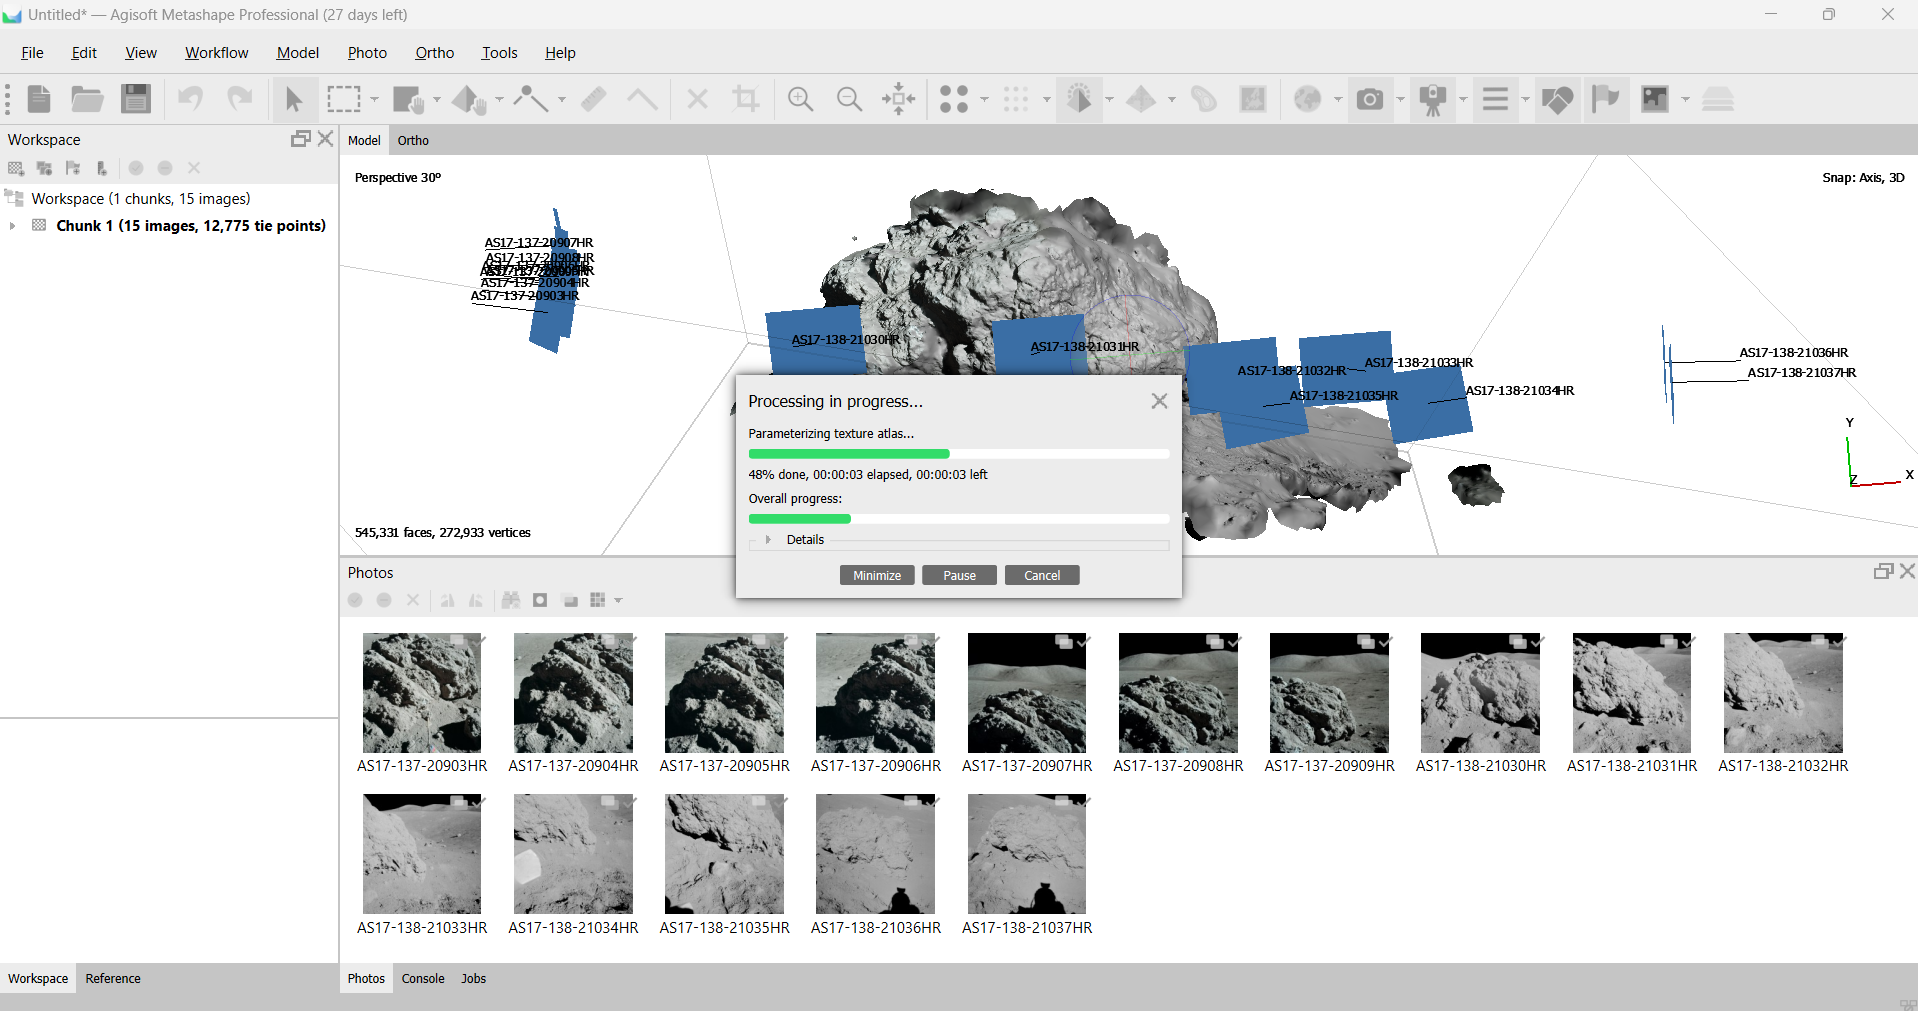 Untitled* — Agisoft Metashape Professional (27 days left)
File Edit View Workflow Model Photo Ortho Tools Help
Workspace
Model Ortho
Workspace (1 chunks, 15 images)
Chunk 1 (15 images, 12,775 tie points)
Perspective 30°
Snap: Axis, 3D
AS17-137-20907HR
AS17-137-20908HR
AS17-137-20904HR
AS17-137-20903HR
AS17-138-21030HR
AS17-138-21031HR
AS17-138-21032HR
AS17-138-21033HR
AS17-138-21035HR
AS17-138-21034HR
AS17-138-21036HR
AS17-138-21037HR
Y
X
Z
545,331 faces, 272,933 vertices
Processing in progress...
Parameterizing texture atlas...
48% done, 00:00:03 elapsed, 00:00:03 left
Overall progress:
Details
Minimize Pause Cancel
Photos
AS17-137-20903HR AS17-137-20904HR AS17-137-20905HR AS17-137-20906HR AS17-137-20907HR AS17-137-20908HR AS17-137-20909HR AS17-138-21030HR AS17-138-21031HR AS17-138-21032HR
AS17-138-21033HR AS17-138-21034HR AS17-138-21035HR AS17-138-21036HR AS17-138-21037HR
Workspace Reference
Photos Console Jobs